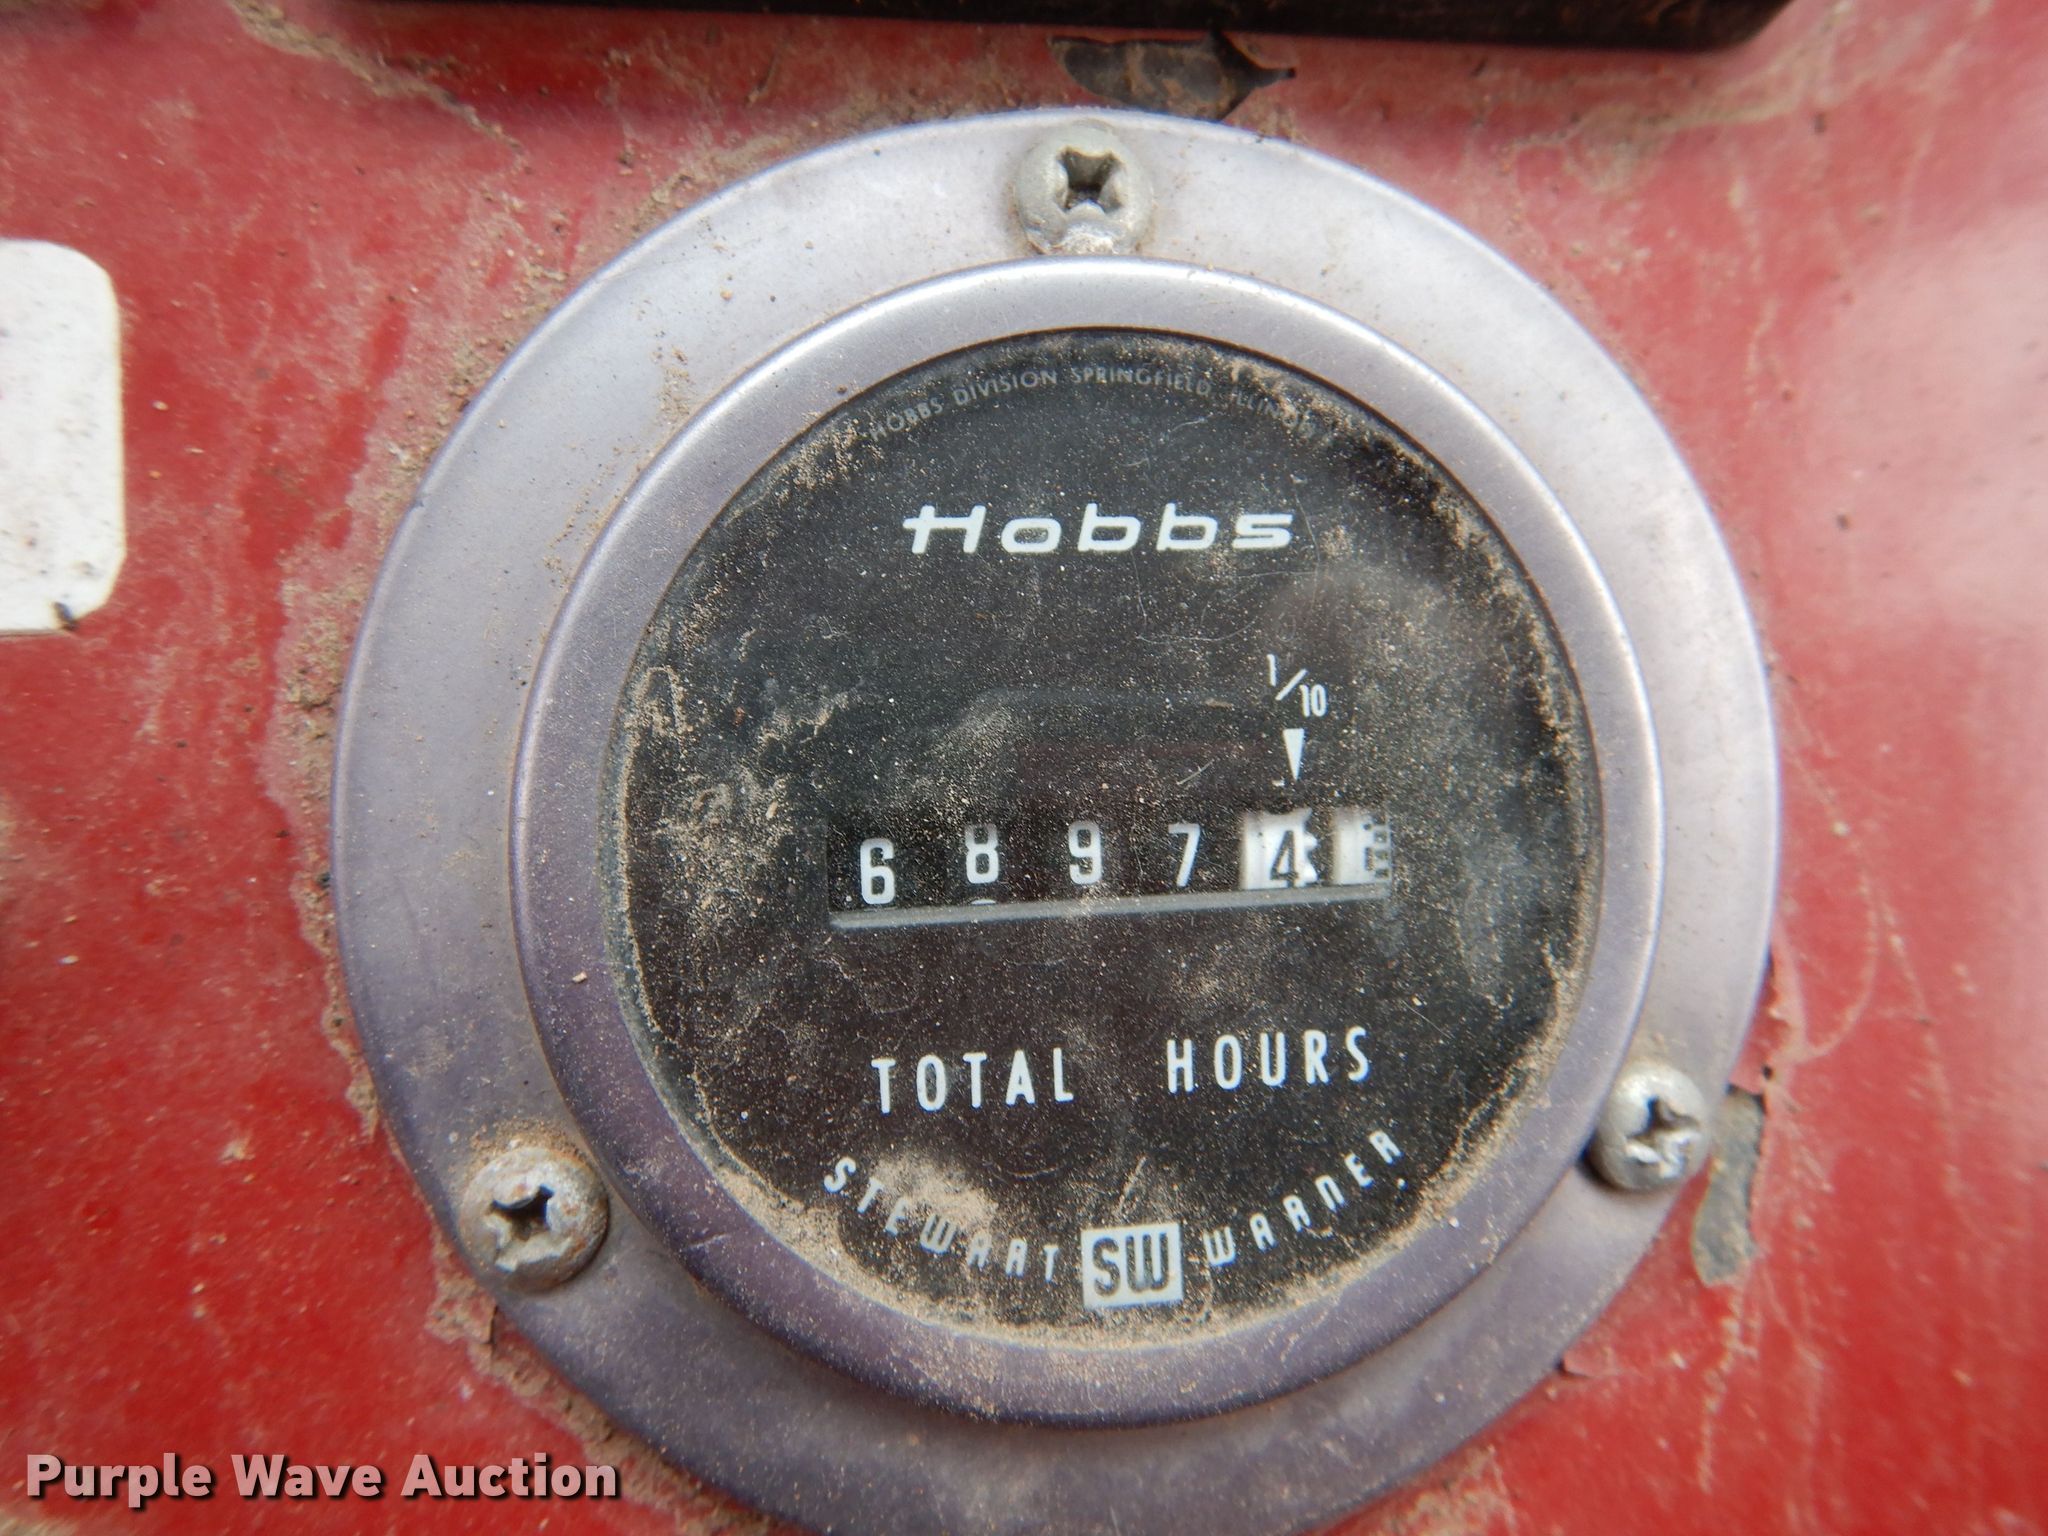 HOBBS DIVISION SPRINGFIELD ILLINOIS
Hobbs
1/10
6 8 9 7 4
TOTAL HOURS
STEWART SW WARNER
Purple Wave Auction